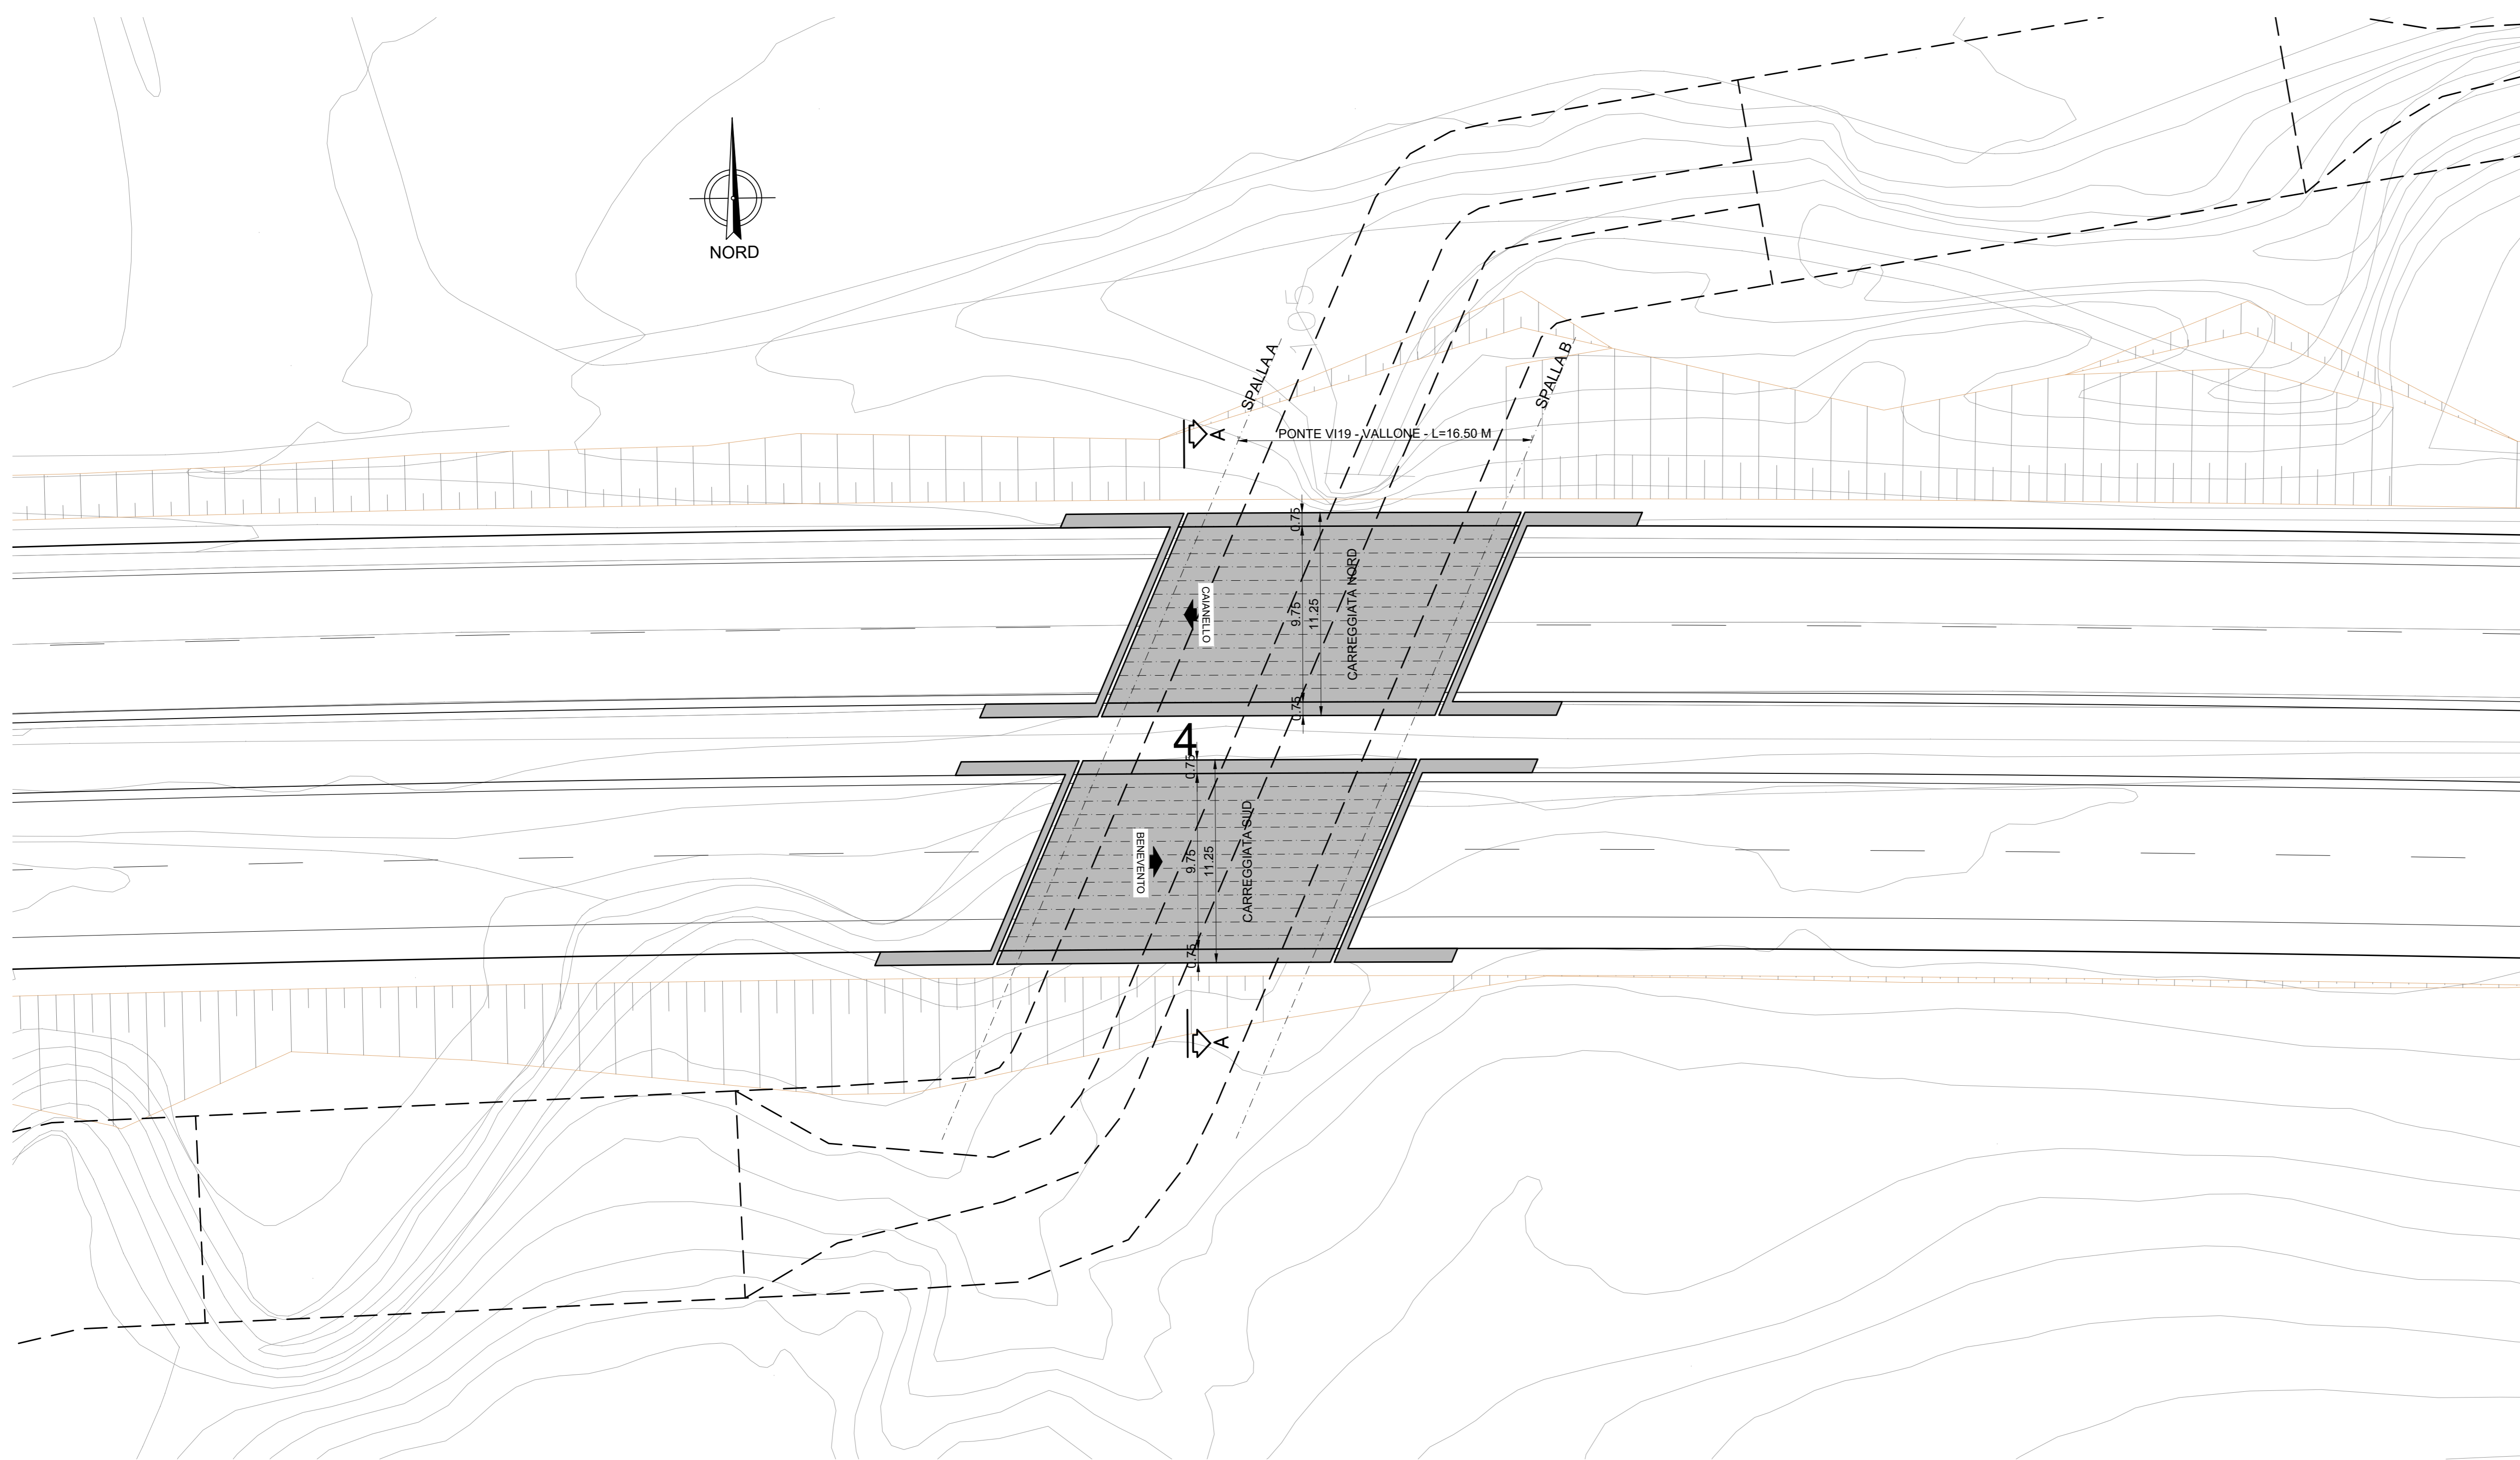 NORD
105
SPALLA A
SPALLA B
A
PONTE VI19 - VALLONE - L=16.50 M
0.75
CAIANELLO
9.75
11.25
CARREGGIATA NORD
0.75
4
0.75
BENEVENTO
9.75
11.25
CARREGGIATA SUD
0.75
A